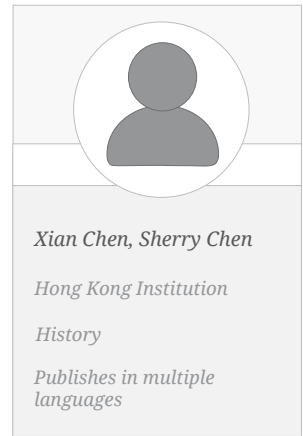 Xian Chen, Sherry Chen
Hong Kong Institution
History
Publishes in multiple
languages